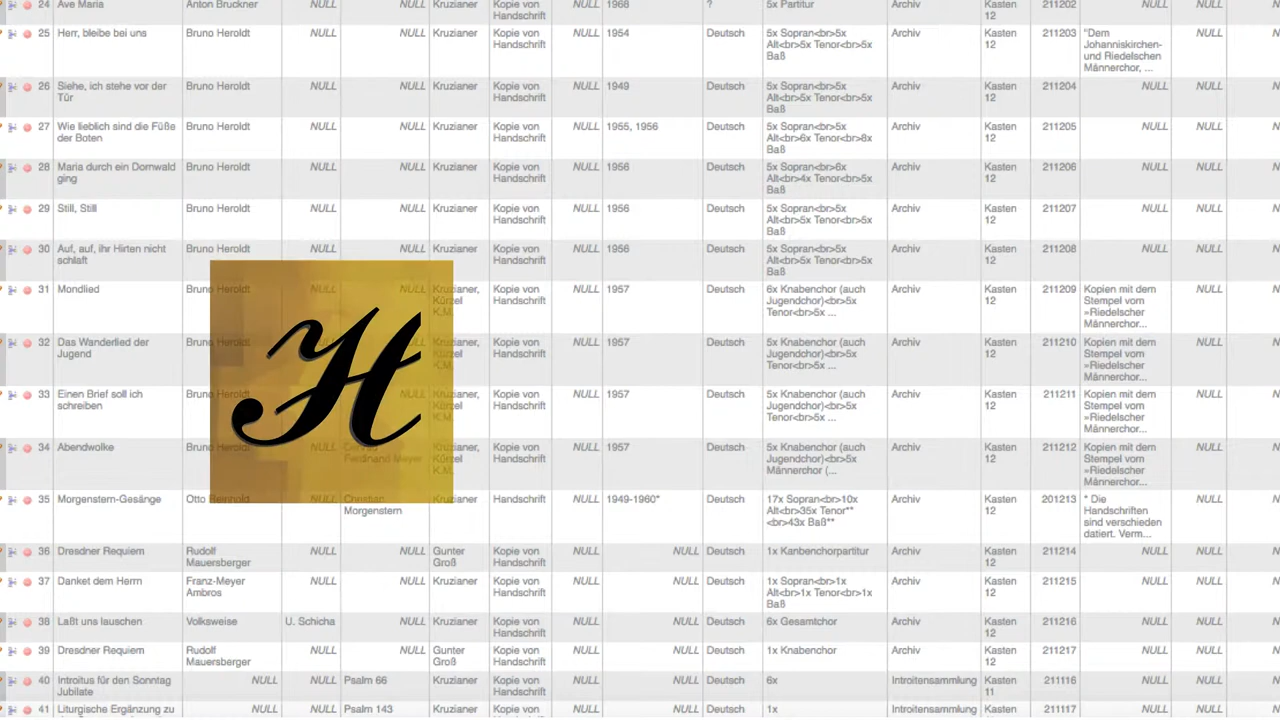 24 Ave Maria Anton Bruckner NULL NULL Kruzianer Kopie von Handschrift NULL 1968 ? 5x Partitur Archiv Kasten 12 211202 NULL NULL
25 Herr, bleibe bei uns Bruno Heroldt NULL NULL Kruzianer Kopie von Handschrift NULL 1954 Deutsch 5x Sopran<br>5x Alt<br>5x Tenor<br>5x Baß Archiv Kasten 12 211203 "Dem Johanniskirchen- und Riedelschen Männerchor, ... NULL
26 Siehe, ich stehe vor der Tür Bruno Heroldt NULL NULL Kruzianer Kopie von Handschrift NULL 1949 Deutsch 5x Sopran<br>5x Alt<br>5x Tenor<br>5x Baß Archiv Kasten 12 211204 NULL NULL
27 Wie lieblich sind die Füße der Boten Bruno Heroldt NULL NULL Kruzianer Kopie von Handschrift NULL 1955, 1956 Deutsch 5x Sopran<br>5x Alt<br>6x Tenor<br>8x Baß Archiv Kasten 12 211205 NULL NULL
28 Maria durch ein Dornwald ging Bruno Heroldt NULL NULL Kruzianer Kopie von Handschrift NULL 1956 Deutsch 5x Sopran<br>6x Alt<br>4x Tenor<br>5x Baß Archiv Kasten 12 211206 NULL NULL
29 Still, Still Bruno Heroldt NULL NULL Kruzianer Kopie von Handschrift NULL 1956 Deutsch 5x Sopran<br>5x Alt<br>5x Tenor<br>5x Baß Archiv Kasten 12 211207 NULL NULL
30 Auf, auf, ihr Hirten nicht schlaft Bruno Heroldt NULL NULL Kruzianer Kopie von Handschrift NULL 1956 Deutsch 5x Sopran<br>5x Alt<br>5x Tenor<br>5x Baß Archiv Kasten 12 211208 NULL NULL
31 Mondlied Bruno Heroldt NULL NULL Kruzianer, Kürzel K.M. Kopie von Handschrift NULL 1957 Deutsch 6x Knabenchor (auch Jugendchor)<br>5x Tenor<br>5x ... Archiv Kasten 12 211209 Kopien mit dem Stempel vom »Riedelscher Männerchor... NULL
32 Das Wanderlied der Jugend Bruno Heroldt NULL NULL Kruzianer, Kürzel K.M. Kopie von Handschrift NULL 1957 Deutsch 5x Knabenchor (auch Jugendchor)<br>5x Tenor<br>5x ... Archiv Kasten 12 211210 Kopien mit dem Stempel vom »Riedelscher Männerchor... NULL
33 Einen Brief soll ich schreiben Bruno Heroldt NULL NULL Kruzianer, Kürzel K.M. Kopie von Handschrift NULL 1957 Deutsch 5x Knabenchor (auch Jugendchor)<br>5x Tenor<br>5x ... Archiv Kasten 12 211211 Kopien mit dem Stempel vom »Riedelscher Männerchor... NULL
34 Abendwolke Bruno Heroldt NULL Ferdinand Meyer Kruzianer, Kürzel K.M. Kopie von Handschrift NULL 1957 Deutsch 5x Knabenchor (auch Jugendchor)<br>5x Männerchor (... Archiv Kasten 12 211212 Kopien mit dem Stempel vom »Riedelscher Männerchor... NULL
35 Morgenstern-Gesänge Otto Reinhold NULL Christian Morgenstern Kruzianer Handschrift NULL 1949-1960* Deutsch 17x Sopran<br>10x Alt<br>35x Tenor** <br>43x Baß** Archiv Kasten 12 201213 * Die Handschriften sind verschieden datiert. Verm... NULL
36 Dresdner Requiem Rudolf Mauersberger NULL NULL Gunter Groß Kopie von Handschrift NULL NULL Deutsch 1x Kanbenchorpartitur Archiv Kasten 12 211214 NULL NULL
37 Danket dem Herrn Franz-Meyer Ambros NULL NULL Kruzianer Kopie von Handschrift NULL NULL Deutsch 1x Sopran<br>1x Alt<br>1x Tenor<br>1x Baß Archiv Kasten 12 211215 NULL NULL
38 Laßt uns lauschen Volksweise U. Schicha NULL Kruzianer Kopie von Handschrift NULL NULL Deutsch 6x Gesamtchor Archiv Kasten 12 211216 NULL NULL
39 Dresdner Requiem Rudolf Mauersberger NULL NULL Gunter Groß Kopie von Handschrift NULL NULL Deutsch 1x Knabenchor Archiv Kasten 12 211217 NULL NULL
40 Introitus für den Sonntag Jubilate NULL NULL Psalm 66 Kruzianer Kopie von Handschrift NULL NULL Deutsch 6x Introitensammlung Kasten 11 211116 NULL NULL
41 Liturgische Ergänzung zu NULL NULL Psalm 143 Kruzianer Kopie von NULL NULL Deutsch 1x Introitensammlung Kasten 211117 NULL NULL
H